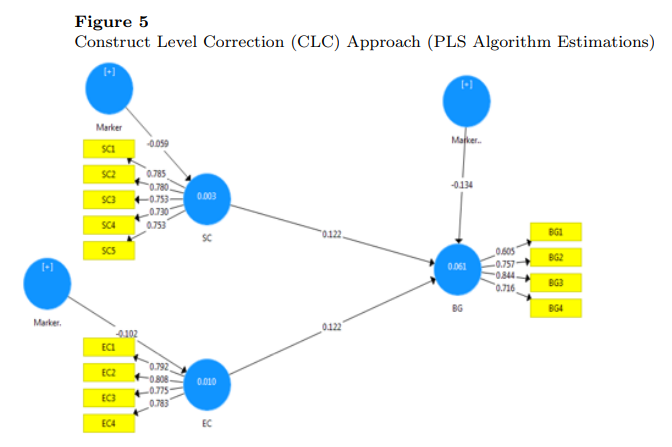 Figure 5
Construct Level Correction (CLC) Approach (PLS Algorithm Estimations)
[+]
Marker
-0.059
SC1
SC2
SC3
SC4
SC5
0.785
0.780
0.753
0.730
0.753
0.003
SC
[+]
Marker..
-0.134
0.122
0.061
BG
0.605
0.757
0.844
0.716
BG1
BG2
BG3
BG4
[+]
Marker.
-0.102
EC1
EC2
EC3
EC4
0.792
0.808
0.775
0.783
0.010
EC
0.122